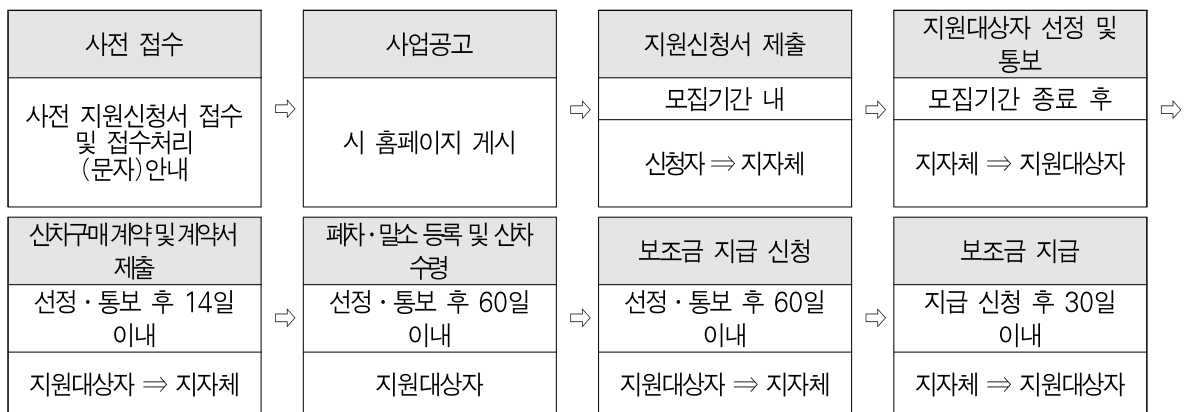 사전 접수
사전 지원신청서 접수
및 접수처리
(문자)안내
⇨
사업공고
시 홈페이지 게시
⇨
지원신청서 제출
모집기간 내
신청자 ⇒ 지자체
⇨
지원대상자 선정 및
통보
모집기간 종료 후
지자체 ⇒ 지원대상자
⇨
신차구매 계약 및 계약서
제출
선정·통보 후 14일
이내
지원대상자 ⇒ 지자체
⇨
폐차·말소 등록 및 신차
수령
선정·통보 후 60일
이내
지원대상자
⇨
보조금 지급 신청
선정·통보 후 60일
이내
지원대상자 ⇒ 지자체
⇨
보조금 지급
지급 신청 후 30일
이내
지자체 ⇒ 지원대상자